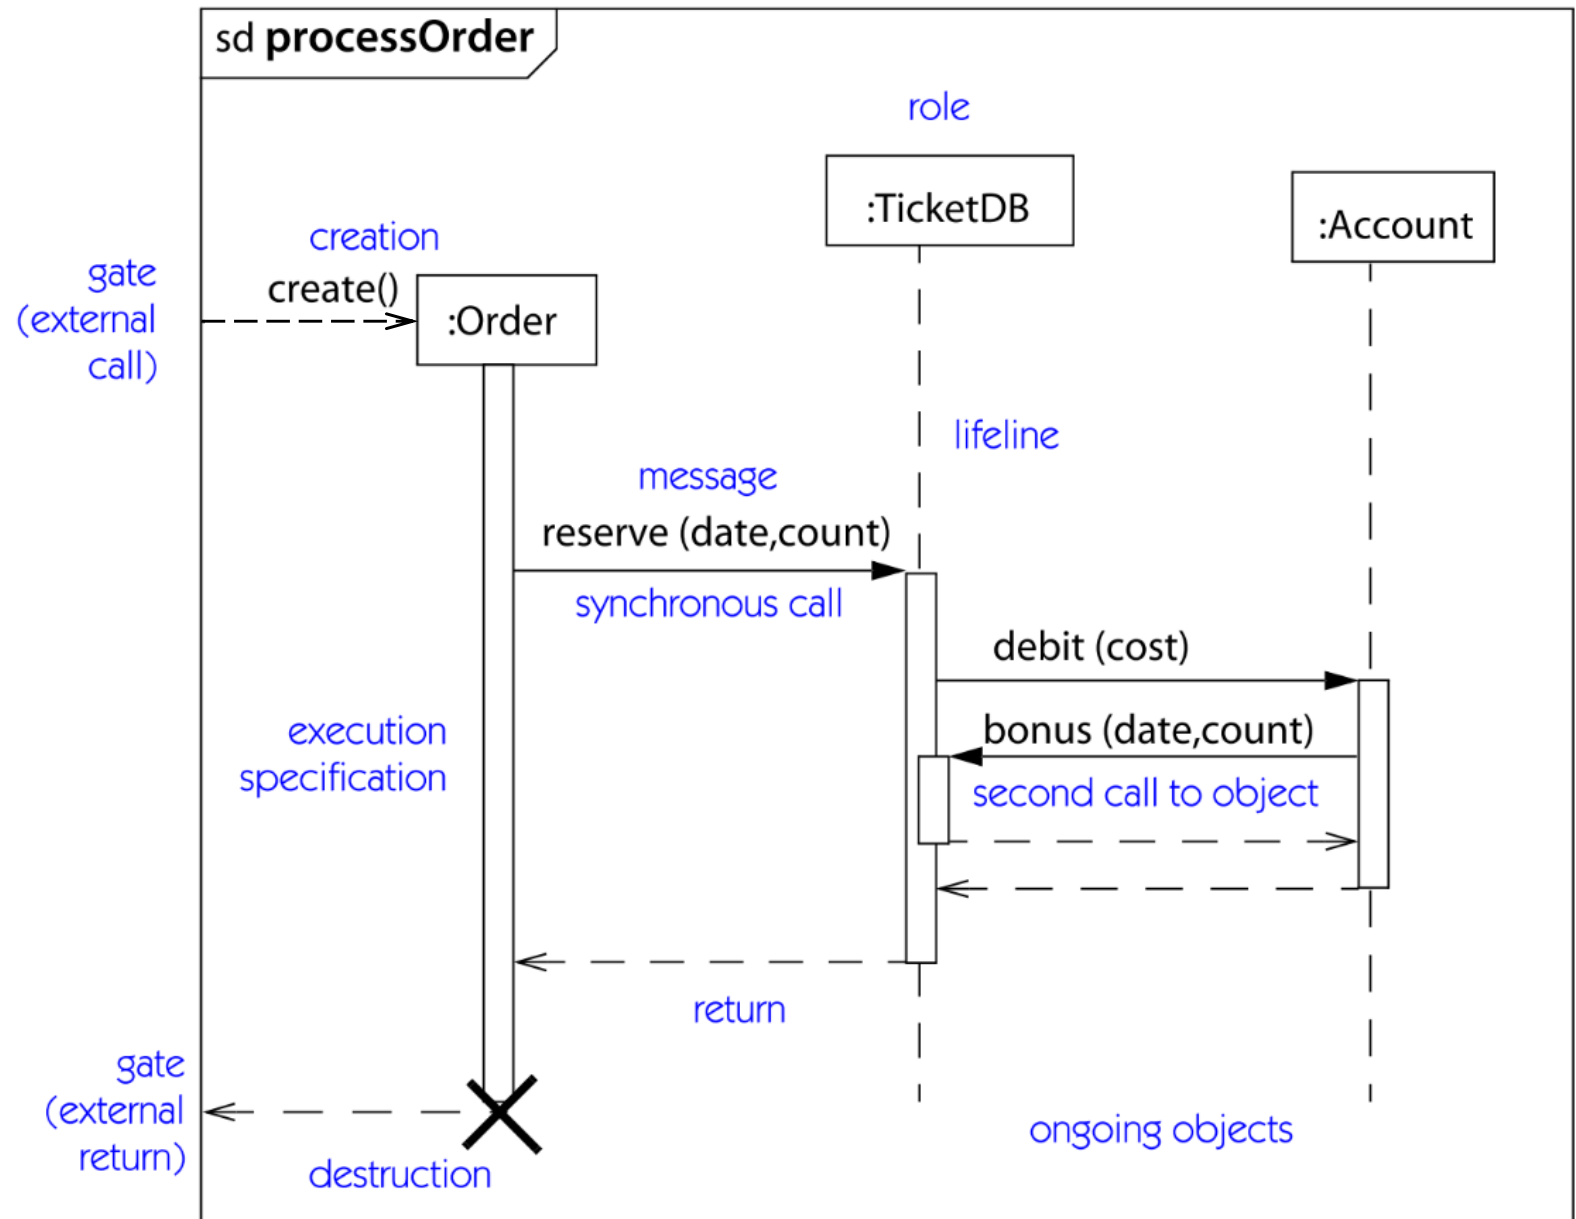 sd processOrder
role
:TicketDB
:Account
creation
gate
(external
call)
create()
:Order
lifeline
message
reserve (date,count)
synchronous call
debit (cost)
execution
specification
bonus (date,count)
second call to object
return
gate
(external
return)
ongoing objects
destruction